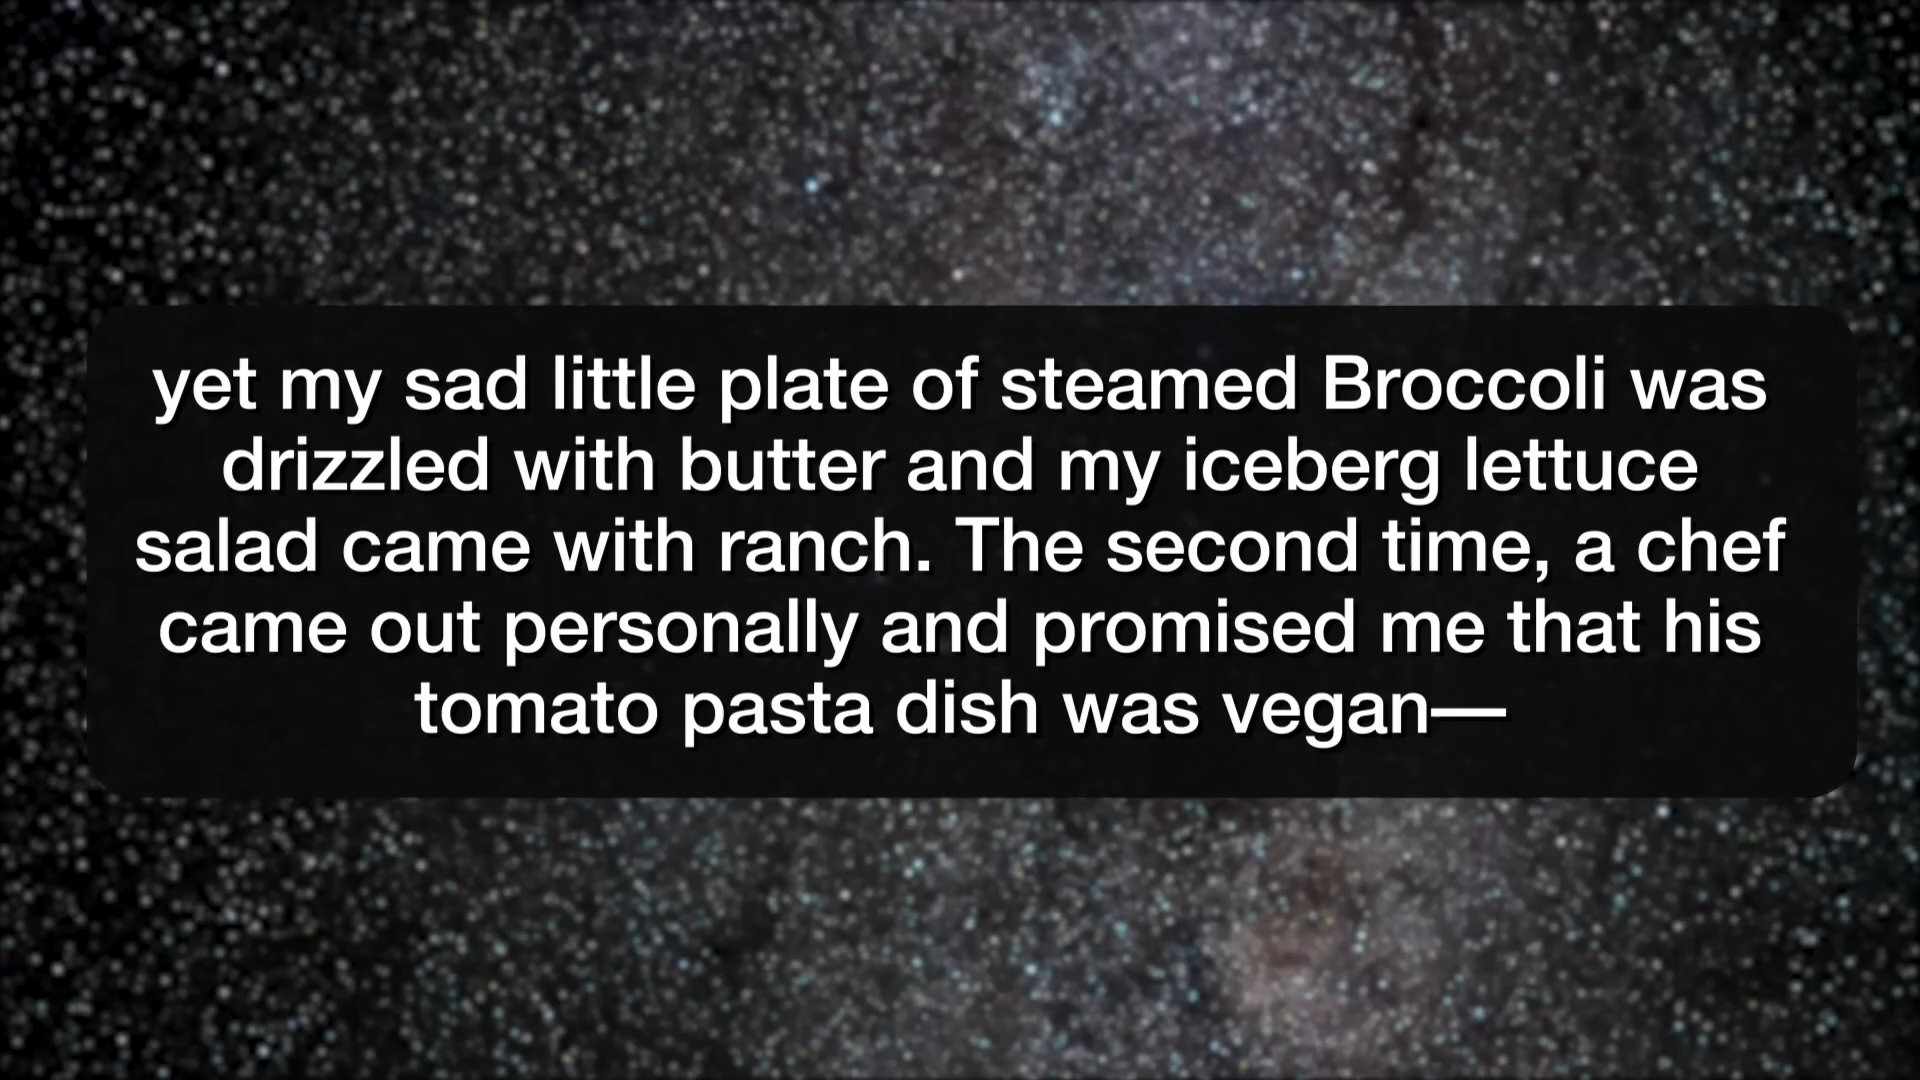 yet my sad little plate of steamed Broccoli was
drizzled with butter and my iceberg lettuce
salad came with ranch. The second time, a chef
came out personally and promised me that his
tomato pasta dish was vegan—